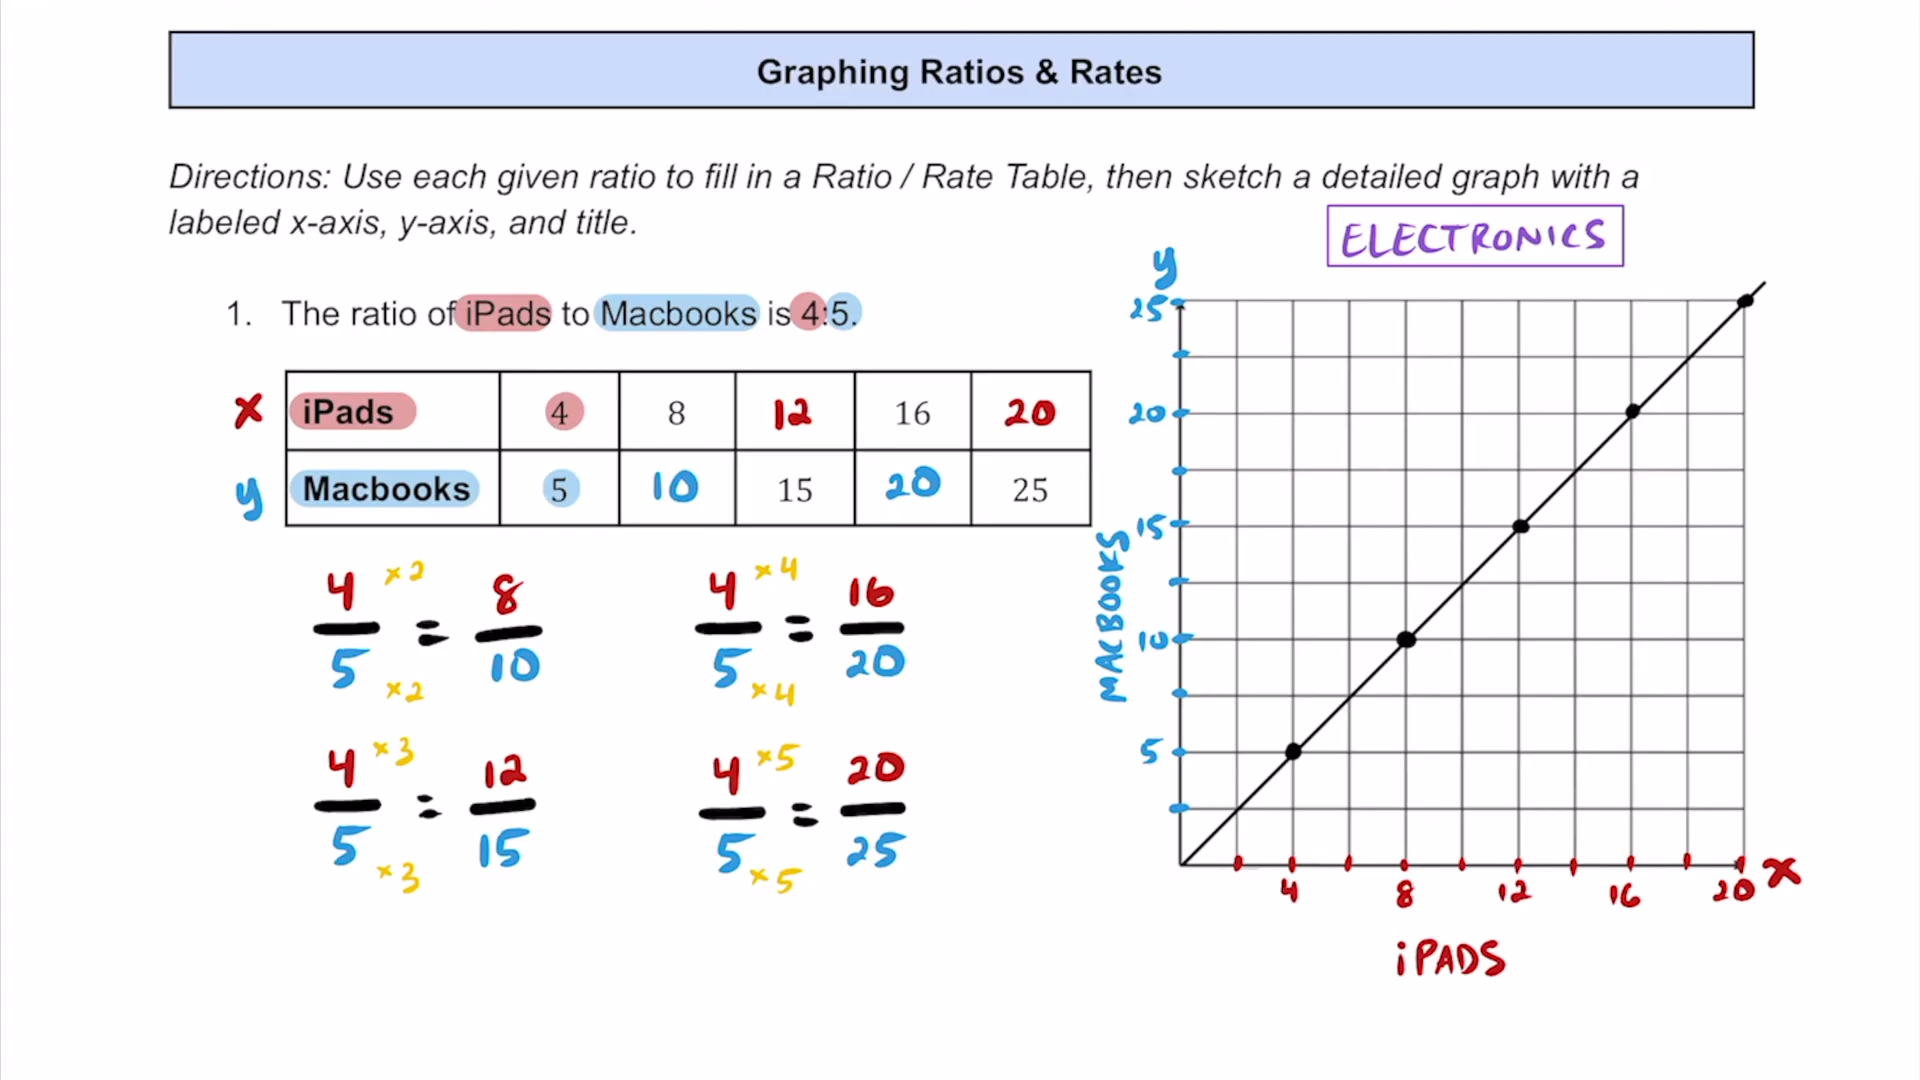 Graphing Ratios & Rates
Directions: Use each given ratio to fill in a Ratio / Rate Table, then sketch a detailed graph with a
labeled x-axis, y-axis, and title.
ELECTRONICS
1. The ratio of iPads to Macbooks is 4:5.
x iPads 4 8 12 16 20
y Macbooks 5 10 15 20 25
4 ×2 = 8
5 ×2 10
4 ×4 = 16
5 ×4 20
4 ×3 = 12
5 ×3 15
4 ×5 = 20
5 ×5 25
y
25
20
15
10
5
MACBOOKS
4 8 12 16 20 x
iPADS